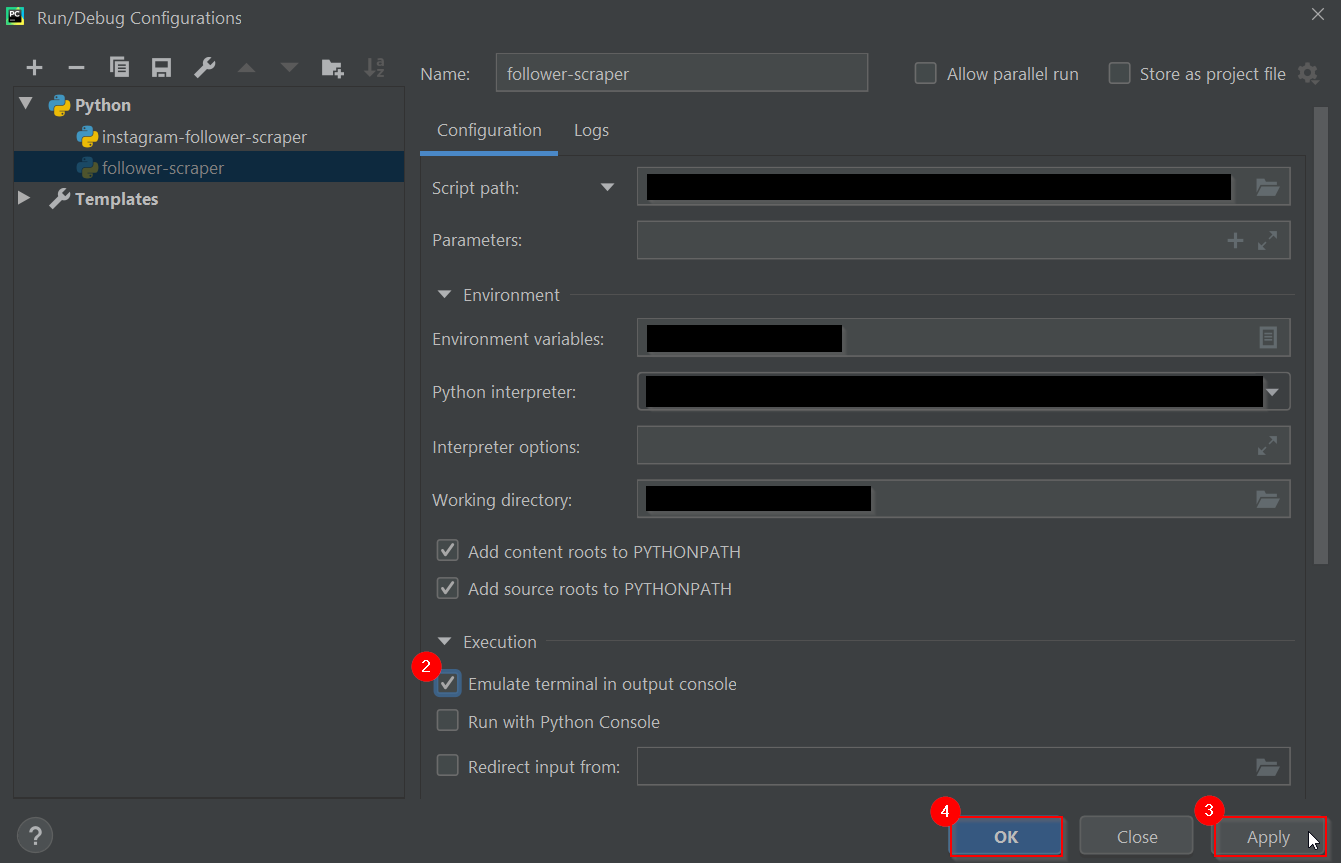 PC
Run/Debug Configurations
Name: follower-scraper Allow parallel run Store as project file
Python
instagram-follower-scraper
follower-scraper
Templates
Configuration Logs
Script path:
Parameters:
Environment
Environment variables:
Python interpreter:
Interpreter options:
Working directory:
Add content roots to PYTHONPATH
Add source roots to PYTHONPATH
Execution
2
Emulate terminal in output console
Run with Python Console
Redirect input from:
4 3
? OK Close Apply